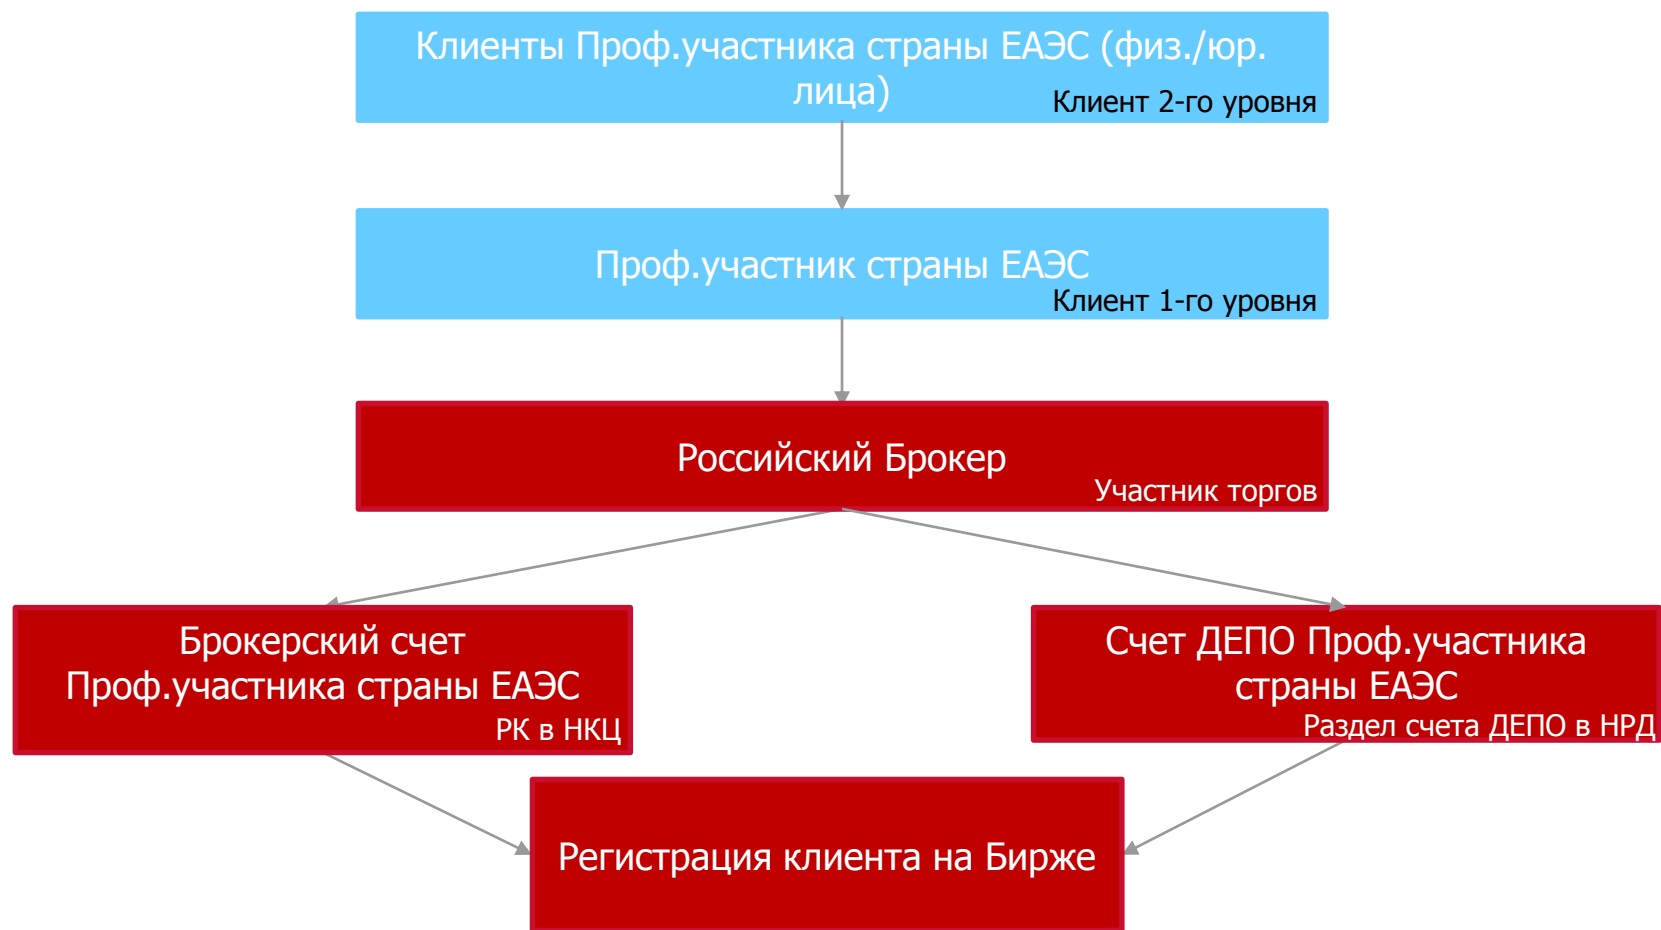 Клиенты Проф.участника страны ЕАЭС (физ./юр.
лица)
Клиент 2-го уровня
Проф.участник страны ЕАЭС
Клиент 1-го уровня
Российский Брокер
Участник торгов
Брокерский счет
Проф.участника страны ЕАЭС
РК в НКЦ
Счет ДЕПО Проф.участника
страны ЕАЭС
Раздел счета ДЕПО в НРД
Регистрация клиента на Бирже